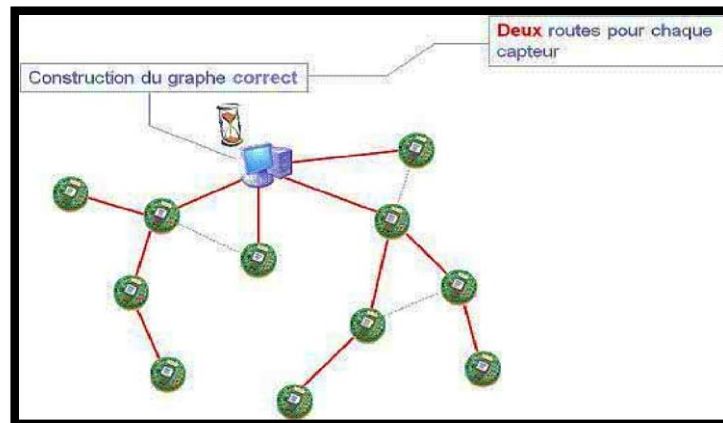 Deux routes pour chaque
capteur
Construction du graphe correct